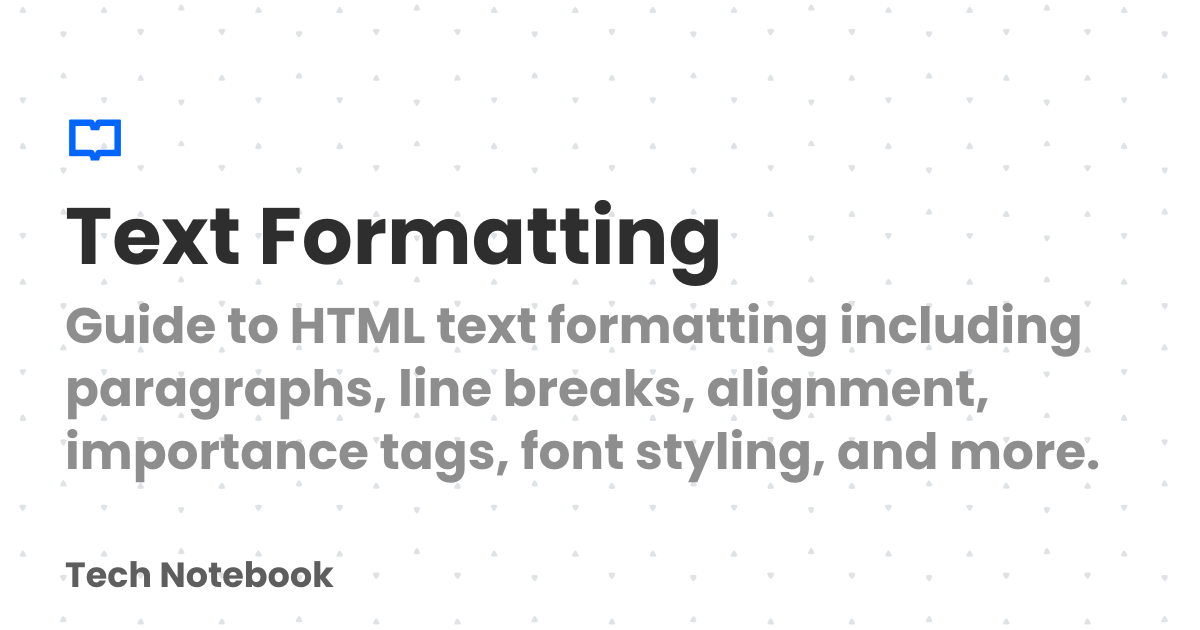 Text Formatting
Guide to HTML text formatting including
paragraphs, line breaks, alignment,
importance tags, font styling, and more.
Tech Notebook